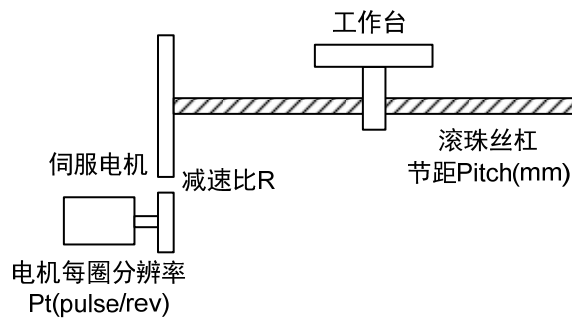 工作台
滚珠丝杠
节距Pitch(mm)
伺服电机
减速比R
电机每圈分辨率
Pt(pulse/rev)